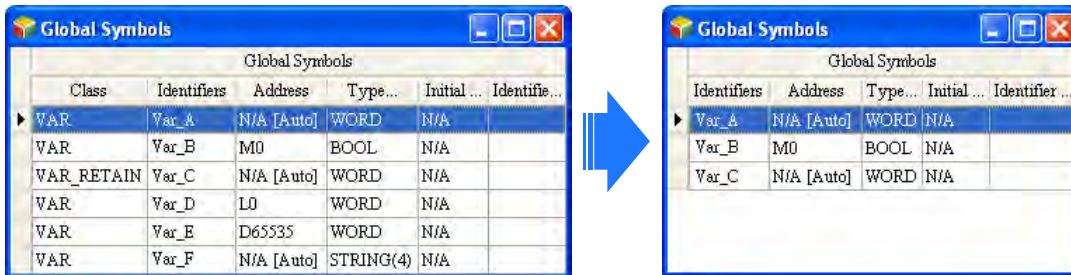 Global Symbols
Global Symbols
Class Identifiers Address Type... Initial ... Identifie...
VAR Var_A N/A [Auto] WORD N/A
VAR Var_B M0 BOOL N/A
VAR_RETAIN Var_C N/A [Auto] WORD N/A
VAR Var_D L0 WORD N/A
VAR Var_E D65535 WORD N/A
VAR Var_F N/A [Auto] STRING(4) N/A
Global Symbols
Global Symbols
Identifiers Address Type... Initial ... Identifier ...
Var_A N/A [Auto] WORD N/A
Var_B M0 BOOL N/A
Var_C N/A [Auto] WORD N/A